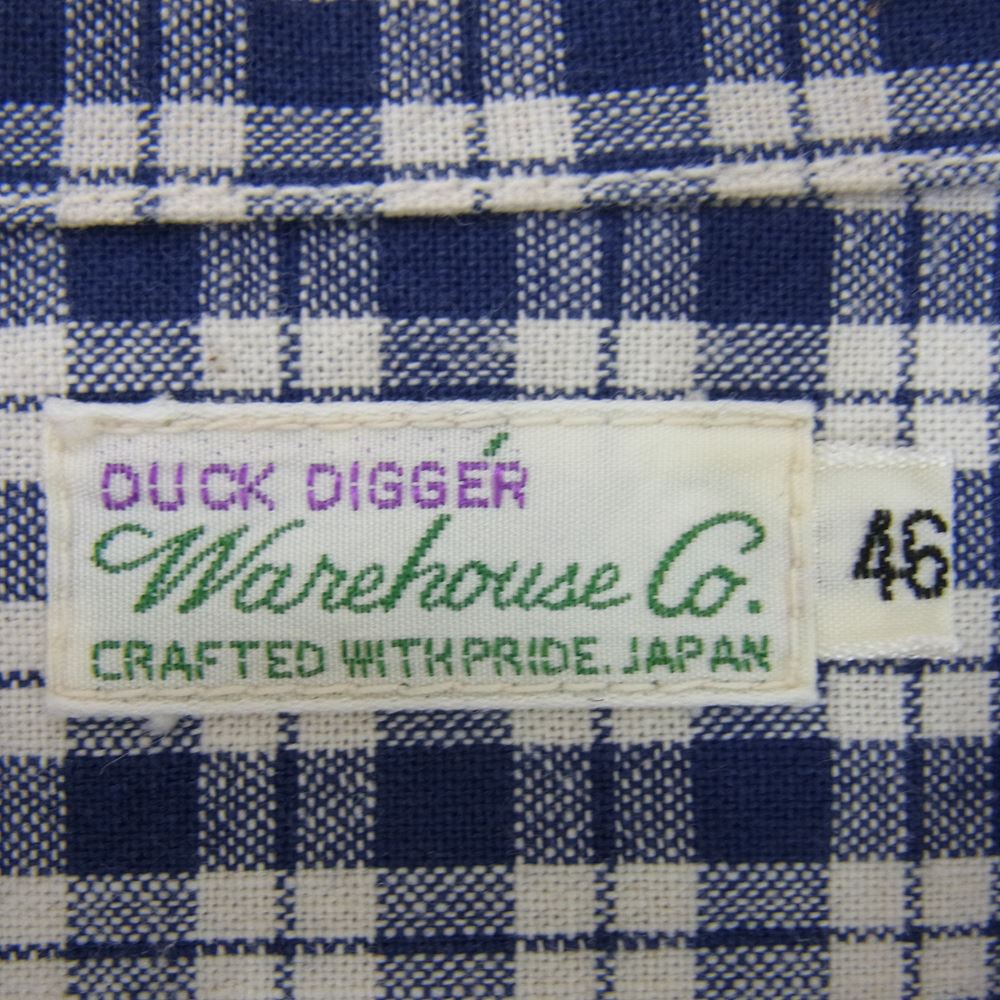 DUCK DIGGER
Warehouse Co.
CRAFTED WITH PRIDE. JAPAN
46